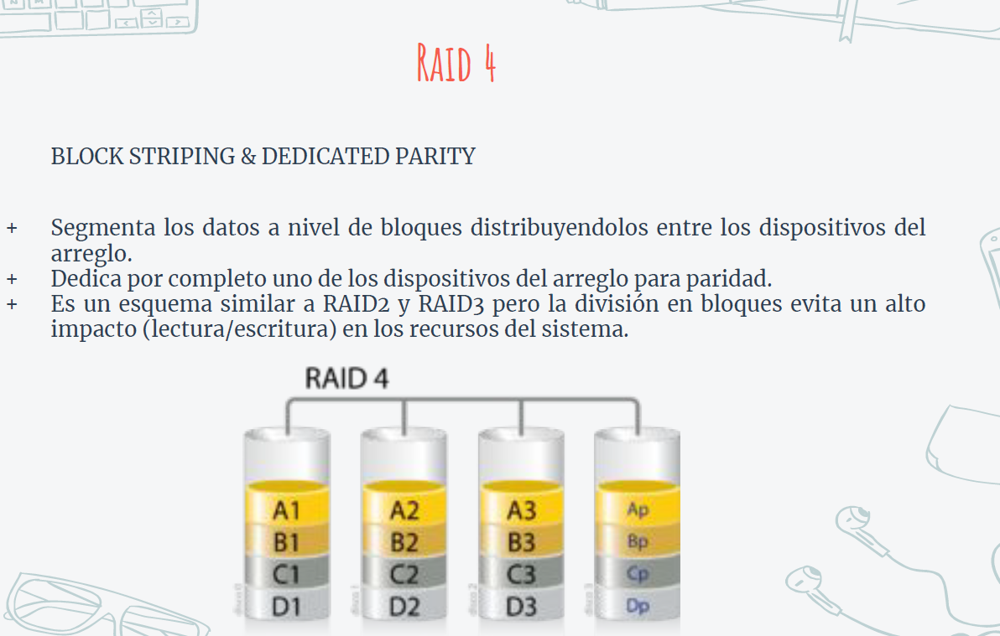 RAID 4
BLOCK STRIPING & DEDICATED PARITY
+ Segmenta los datos a nivel de bloques distribuyendolos entre los dispositivos del
arreglo.
+ Dedica por completo uno de los dispositivos del arreglo para paridad.
+ Es un esquema similar a RAID2 y RAID3 pero la división en bloques evita un alto
impacto (lectura/escritura) en los recursos del sistema.
RAID 4
A1 A2 A3 Ap
B1 B2 B3 Bp
C1 C2 C3 Cp
D1 D2 D3 Dp
disco 0 disco 1 disco 2 disco 3